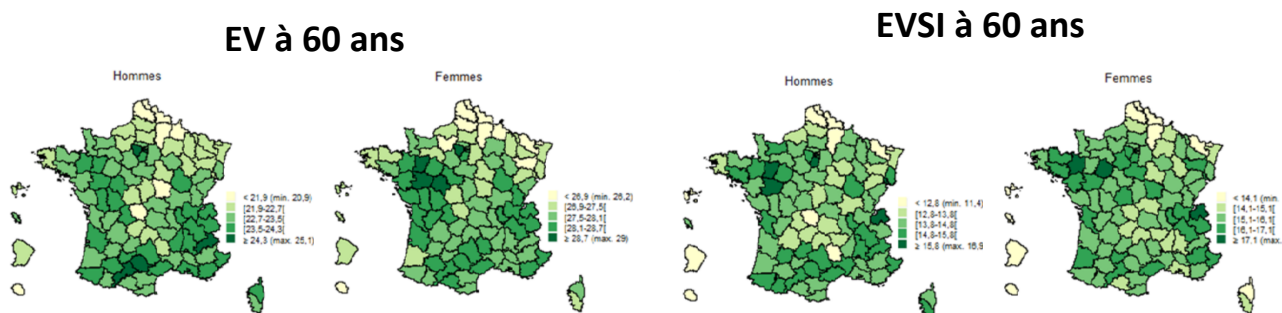 EV à 60 ans
EVSI à 60 ans
Hommes
Femmes
Hommes
Femmes
< 21,9 (min. 20,9)
[21,9-22,7[
[22,7-23,5[
[23,5-24,3[
≥ 24,3 (max. 25,1)
< 26,9 (min. 26,2)
[26,9-27,5[
[27,5-28,1[
[28,1-28,7[
≥ 28,7 (max. 29)
< 12,8 (min. 11,4)
[12,8-13,8[
[13,8-14,8[
[14,8-15,8[
≥ 15,8 (max. 16,9
< 14,1 (min.
[14,1-15,1[
[15,1-16,1[
[16,1-17,1[
≥ 17,1 (max.